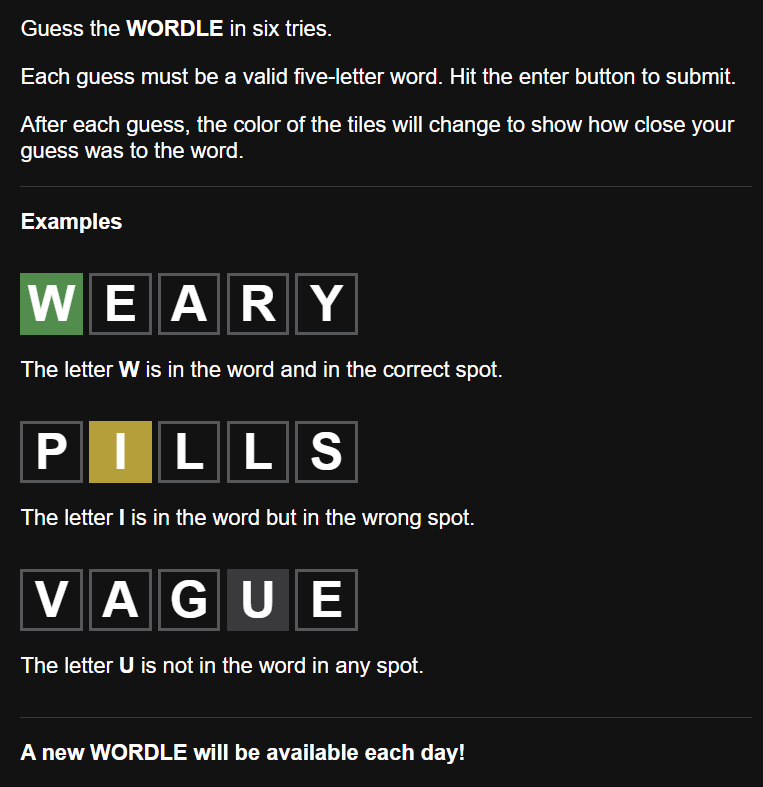 Guess the WORDLE in six tries.
Each guess must be a valid five-letter word. Hit the enter button to submit.
After each guess, the color of the tiles will change to show how close your
guess was to the word.
Examples
W E A R Y
The letter W is in the word and in the correct spot.
P I L L S
The letter I is in the word but in the wrong spot.
V A G U E
The letter U is not in the word in any spot.
A new WORDLE will be available each day!